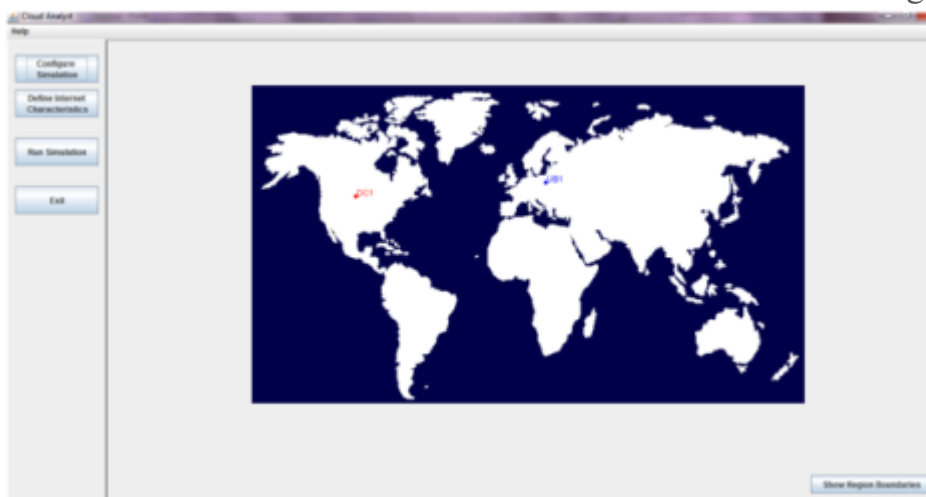 Cloud Analyst
Help
Configure
Simulation
Define Internet
Characteristics
Run Simulation
Exit
DC1
UB1
Show Region Boundaries